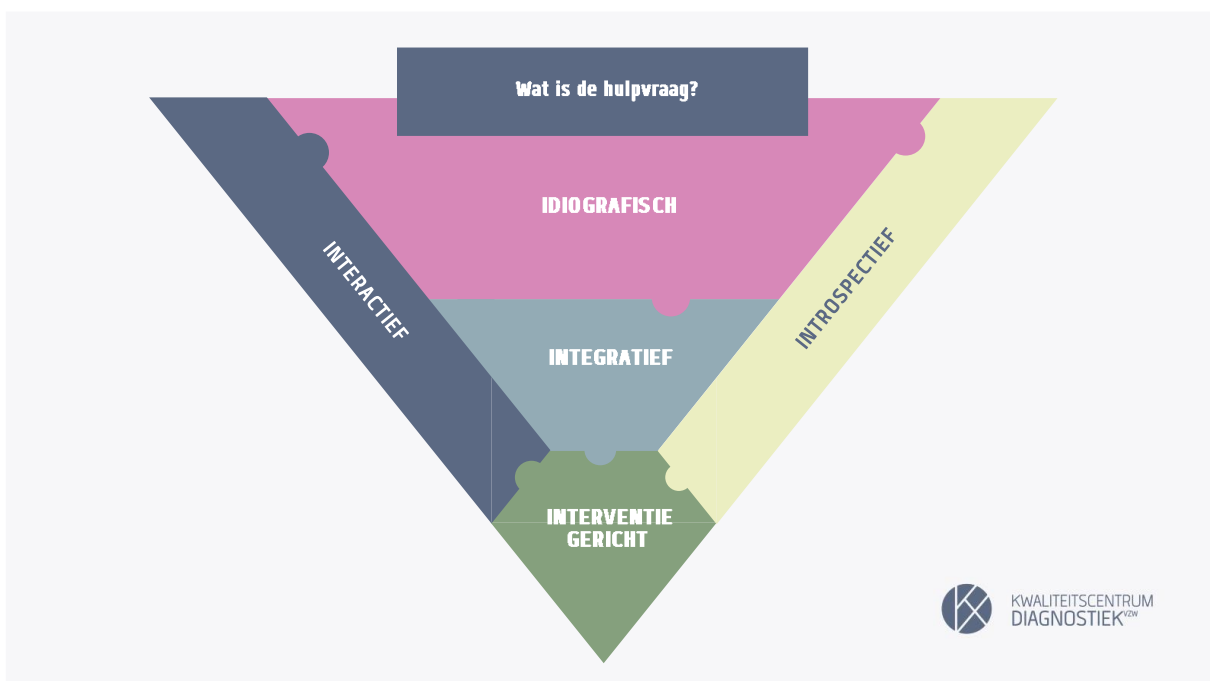 Wat is de hulpvraag?
IDIOGRAFISCH
INTERACTIEF
INTROSPECTIEF
INTEGRATIEF
INTERVENTIE
GERICHT
KWALITEITSCENTRUM
DIAGNOSTIEK VZW